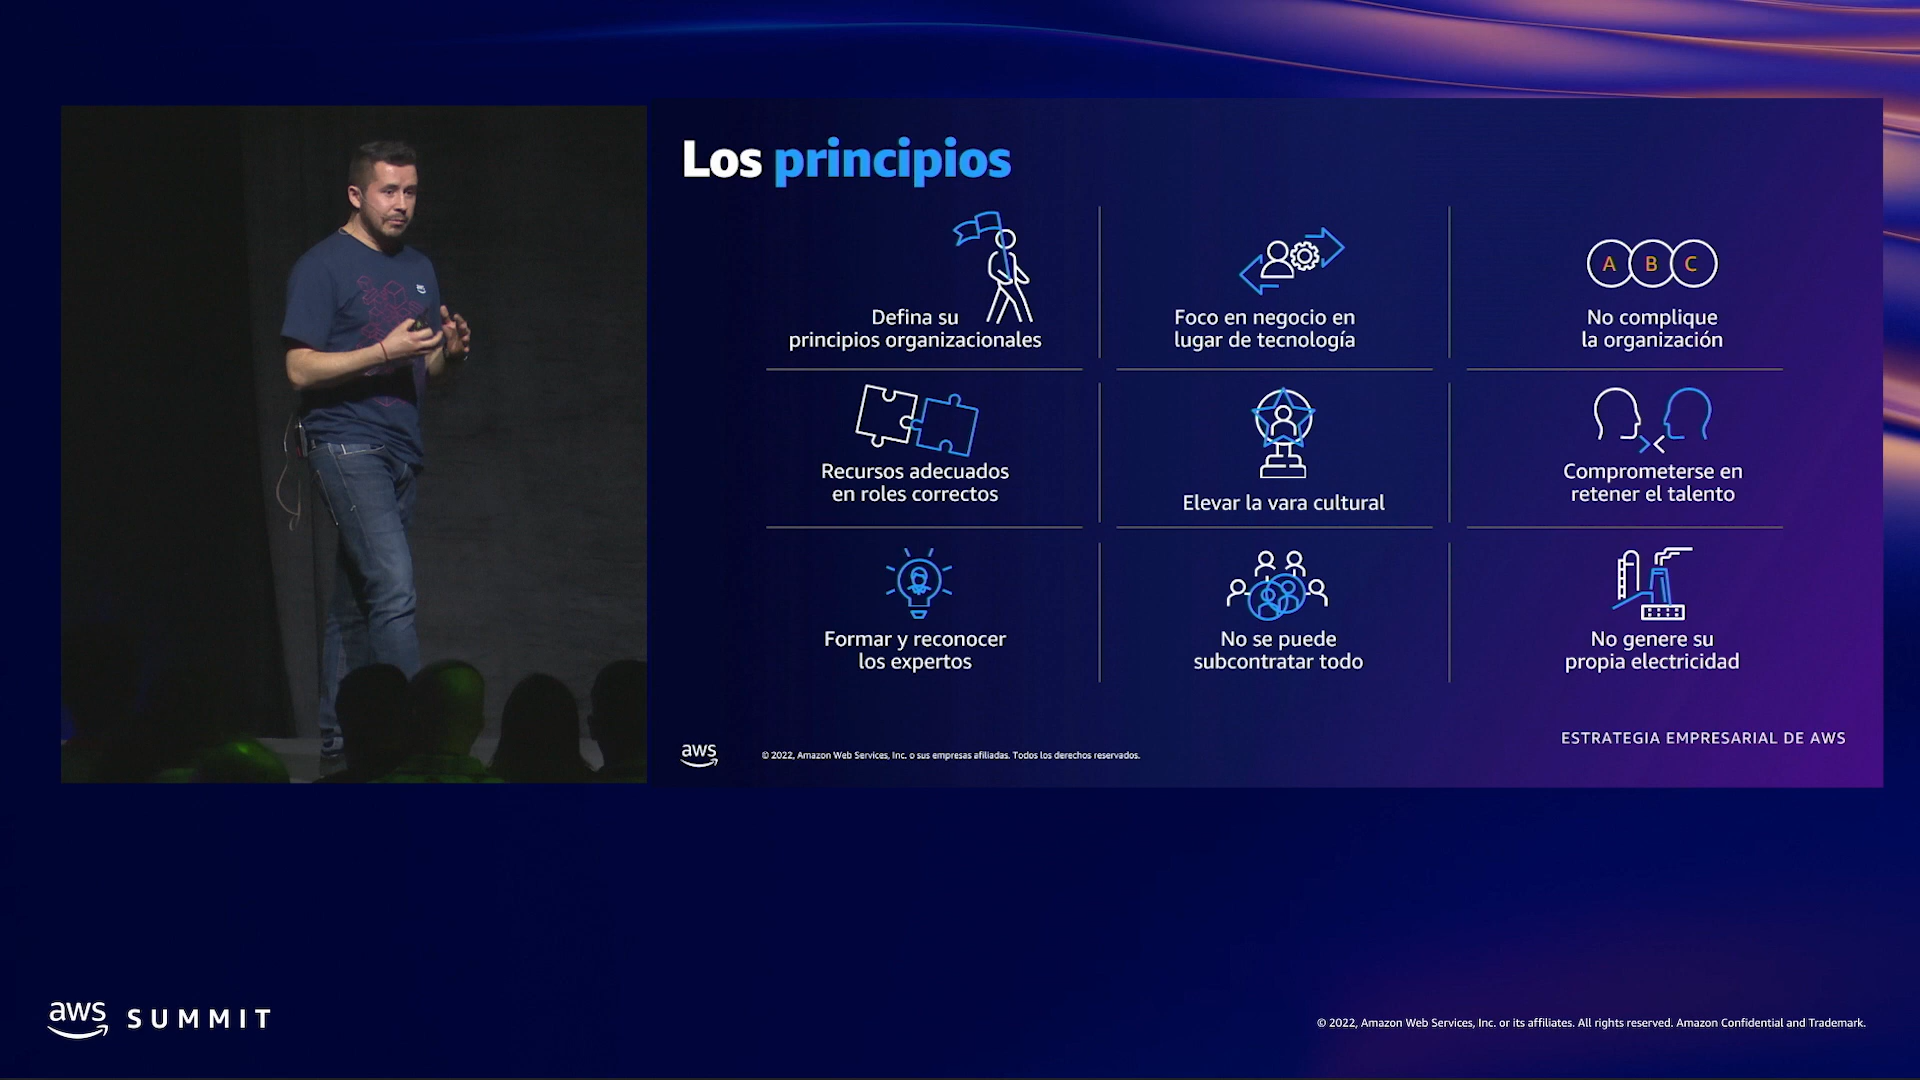 Los principios
Defina su
principios organizacionales
Foco en negocio en
lugar de tecnología
A B C
No complique
la organización
Recursos adecuados
en roles correctos
Elevar la vara cultural
Comprometerse en
retener el talento
Formar y reconocer
los expertos
No se puede
subcontratar todo
No genere su
propia electricidad
ESTRATEGIA EMPRESARIAL DE AWS
aws
© 2022, Amazon Web Services, Inc. o sus empresas afiliadas. Todos los derechos reservados.
aws SUMMIT
© 2022, Amazon Web Services, Inc. or its affiliates. All rights reserved. Amazon Confidential and Trademark.